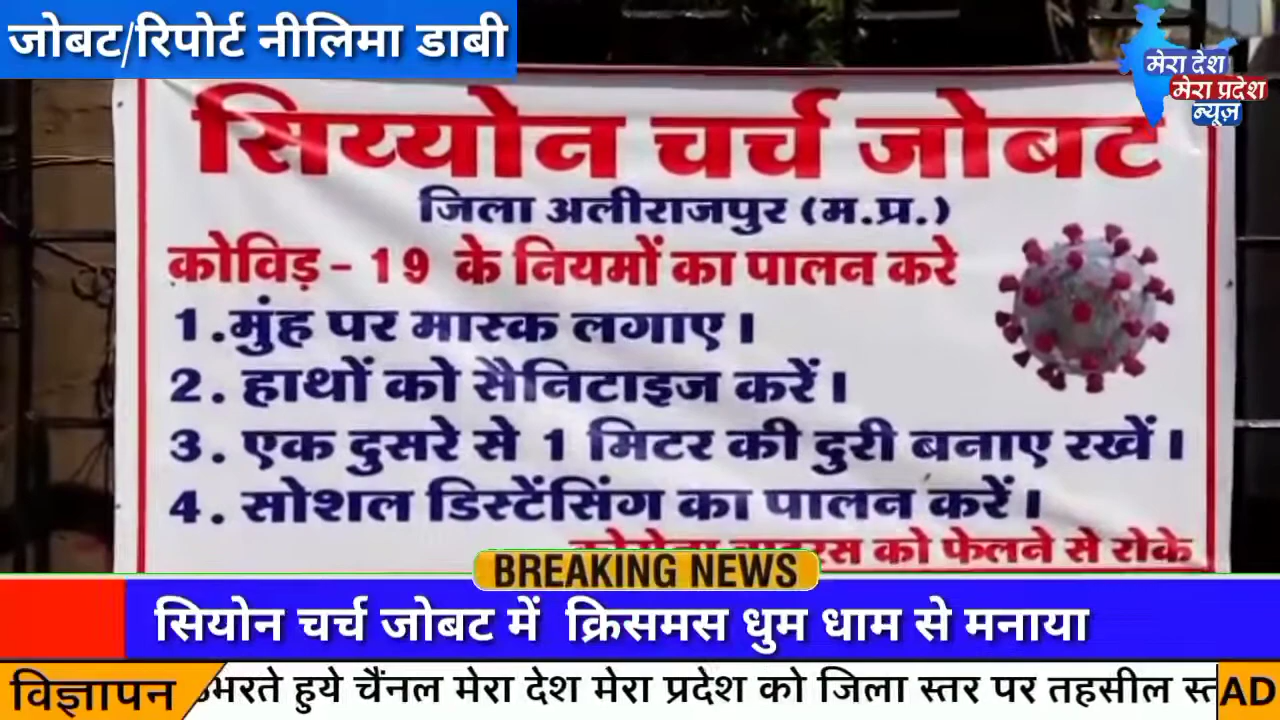 जोबट/रिपोर्ट नीलिमा डाबी
मेरा देश
मेरा प्रदेश
न्यूज़
सिय्योन चर्च जोबट
जिला अलीराजपुर (म.प्र.)
कोविड़ - 19 के नियमों का पालन करे
1.मुंह पर मास्क लगाए।
2. हाथों को सैनिटाइज करें।
3. एक दुसरे से 1 मिटर की दुरी बनाए रखें।
4. सोशल डिस्टेंसिंग का पालन करें।
को फेलने से रोके
BREAKING NEWS
सियोन चर्च जोबट में क्रिसमस धुम धाम से मनाया
विज्ञापन
हुये चैंनल मेरा देश मेरा प्रदेश को जिला स्तर पर तहसील
AD